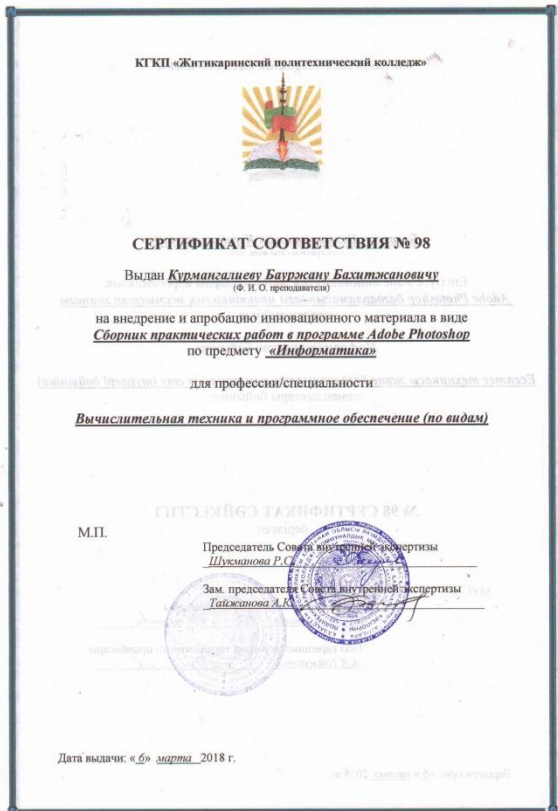 КГКП «Житикаринский политехнический колледж»
СЕРТИФИКАТ СООТВЕТСТВИЯ № 98
Выдан Курмангалиеву Бауржану Бахитжановичу
(Ф. И. О. преподавателя)
на внедрение и апробацию инновационного материала в виде
Сборник практических работ в программе Adobe Photoshop
по предмету «Информатика»
для профессии/специальности
Вычислительная техника и программное обеспечение (по видам)
М.П.
Председатель Совета внутренней экспертизы
Шукманова Р.С.
Зам. председателя Совета внутренней экспертизы
Тайжанова А.К.
Дата выдачи: « 6» марта 2018 г.